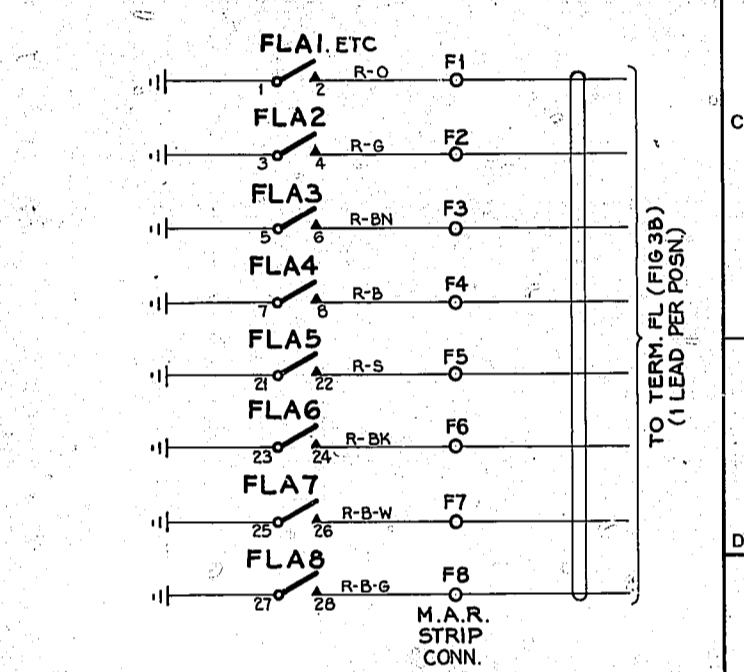 FLA1. ETC
1 2 R-O F1
FLA2
3 4 R-G F2
FLA3
5 6 R-BN F3
FLA4
7 8 R-B F4
FLA5
21 22 R-S F5
FLA6
23 24 R-BK F6
FLA7
25 26 R-B-W F7
FLA8
27 28 R-B-G F8
M.A.R.
STRIP
CONN.
TO TERM. FL (FIG 3B)
(1 LEAD PER POSN.)
C
D